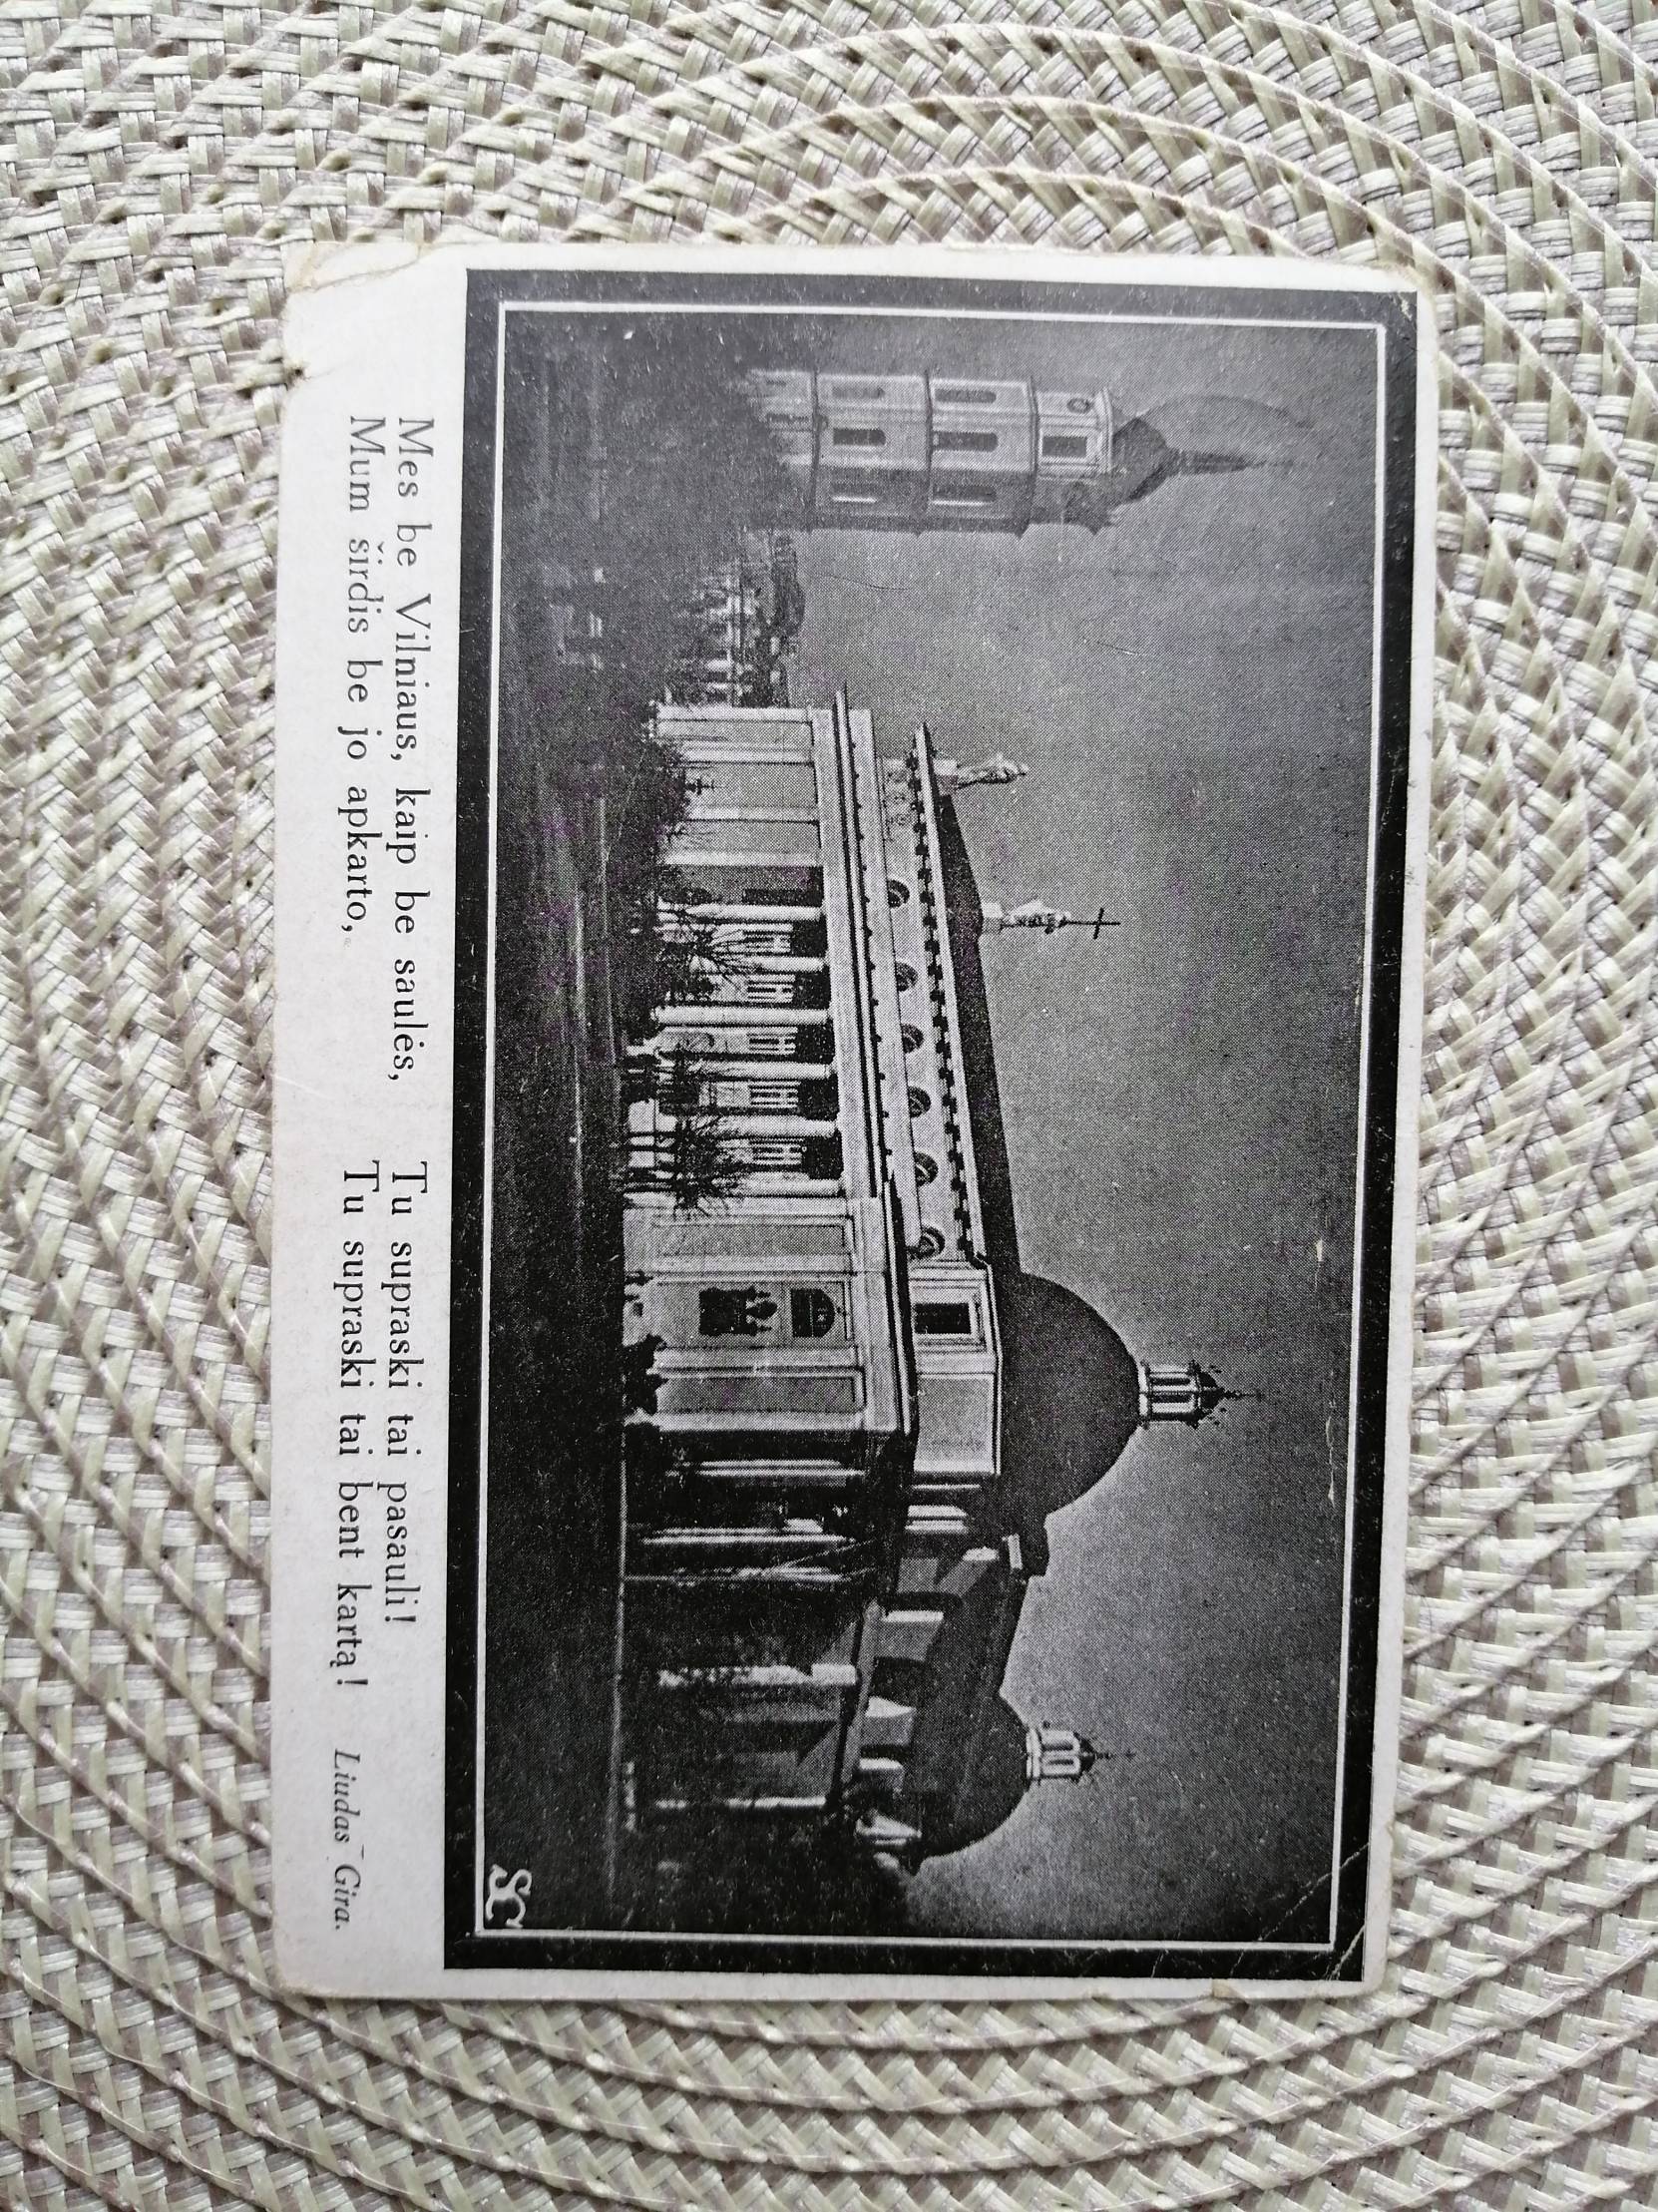 Mes be Vilniaus, kaip be saulės,
Mum širdis be jo apkarto,
Tu supraski tai pasauli!
Tu supraski tai bent kartą!
Liudas Gira.
SC